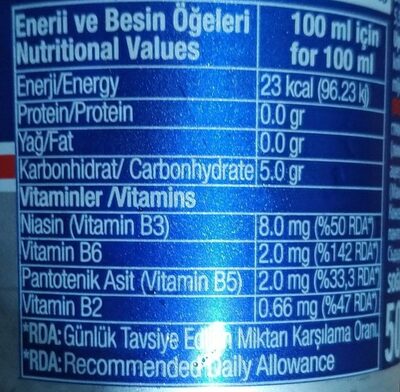 Enerji ve Besin Öğeleri 100 ml için
Nutritional Values for 100 ml
Enerji/Energy 23 kcal (96.23 kj)
Protein/Protein 0.0 gr
Yağ/Fat 0.0 gr
Karbonhidrat/ Carbonhydrate 5.0 gr
Vitaminler /Vitamins
Niasin (Vitamin B3) 8.0 mg (%50 RDA*)
Vitamin B6 2.0 mg (%142 RDA*)
Pantotenik Asit (Vitamin B5) 2.0 mg (%33,3 RDA*)
Vitamin B2 0.66 mg (%47 RDA*)
*RDA: Günlük Tavsiye Edilen Miktarı Karşılama Oranı
*RDA: Recommended Daily Allowance